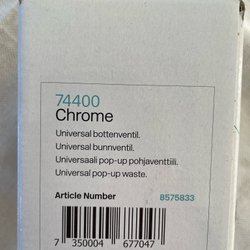 74400
Chrome
Universal bottenventil.
Universal bunnventil.
Universaali pop-up pohjaventtiili.
Universal pop-up waste.
Article Number 8575833
7 350004 677047